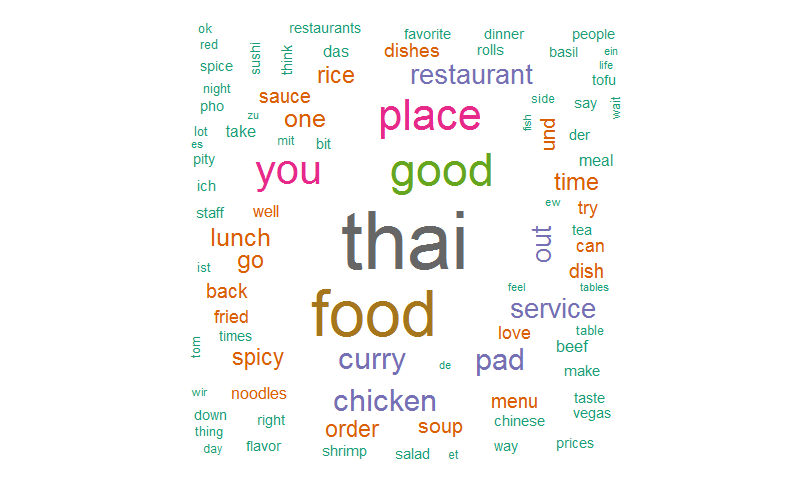 ok restaurants favorite dinner people
red sushi think das dishes rolls basil ein
spice rice restaurant life tofu
night sauce place side say wait
pho zu one fish und der
lot take mit bit
es pity you good meal
ich time
staff well ew try
lunch thai out tea can
ist go dish
back feel tables
fried food service
tom times love table
spicy curry de pad beef
make
wir noodles chicken menu taste
down right chinese vegas
thing order soup
day flavor shrimp salad et way prices